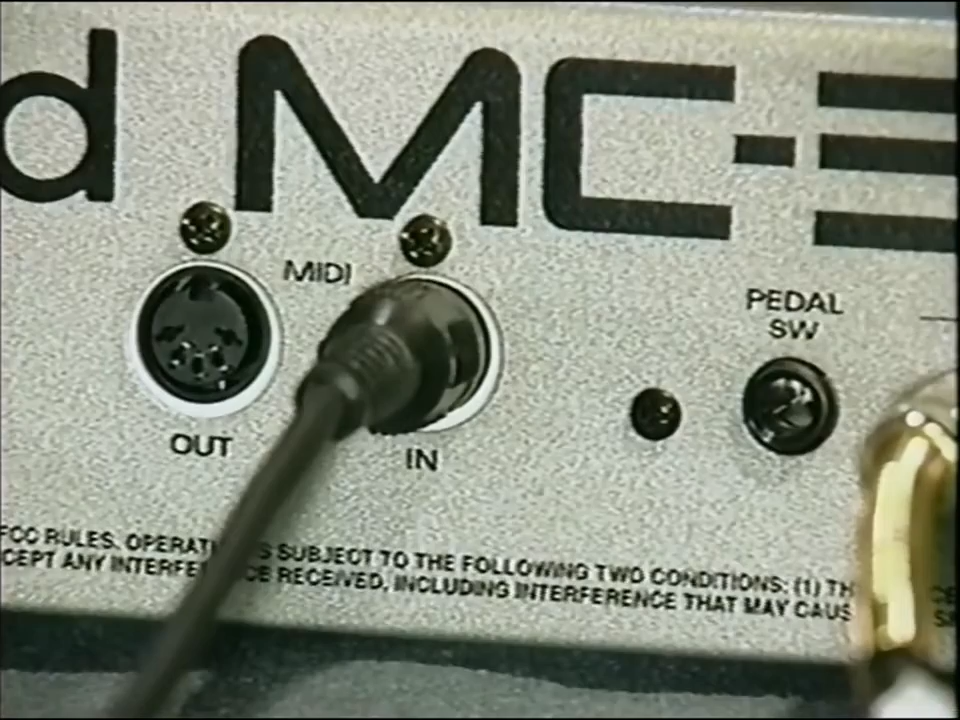 d MC-
MIDI
PEDAL
SW
OUT
IN
FCC RULES. OPERATI S SUBJECT TO THE FOLLOWING TWO CONDITIONS: (1) TH
CEPT ANY INTERFE CE RECEIVED, INCLUDING INTERFERENCE THAT MAY CAUS